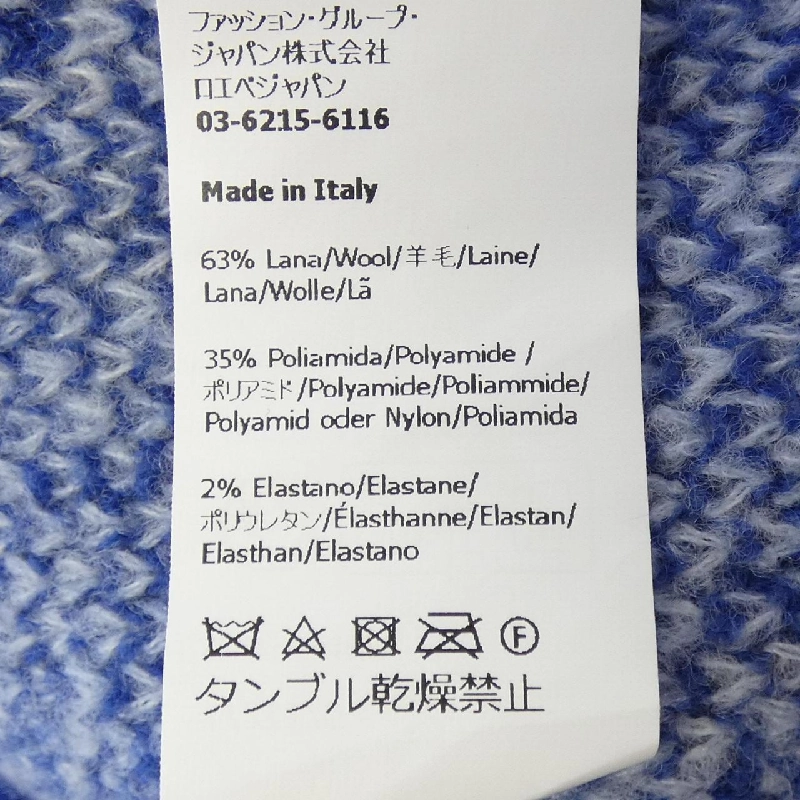 ファッション・グループ・
ジャパン株式会社
ロエベジャパン
03-6215-6116
Made in Italy
63% Lana/Wool/羊毛/Laine/
Lana/Wolle/Lã
35% Poliamida/Polyamide /
ポリアミド/Polyamide/Poliammide/
Polyamid oder Nylon/Poliamida
2% Elastano/Elastane/
ポリウレタン/Élasthanne/Elastan/
Elasthan/Elastano
F
タンブル乾燥禁止